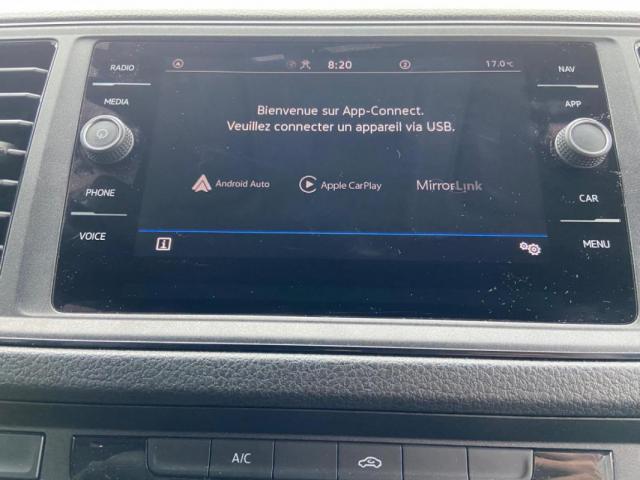 RADIO
8:20
17.0°C
NAV
MEDIA
APP
Bienvenue sur App-Connect.
Veuillez connecter un appareil via USB.
Android Auto
Apple CarPlay
MirrorLink
PHONE
CAR
VOICE
MENU
A/C